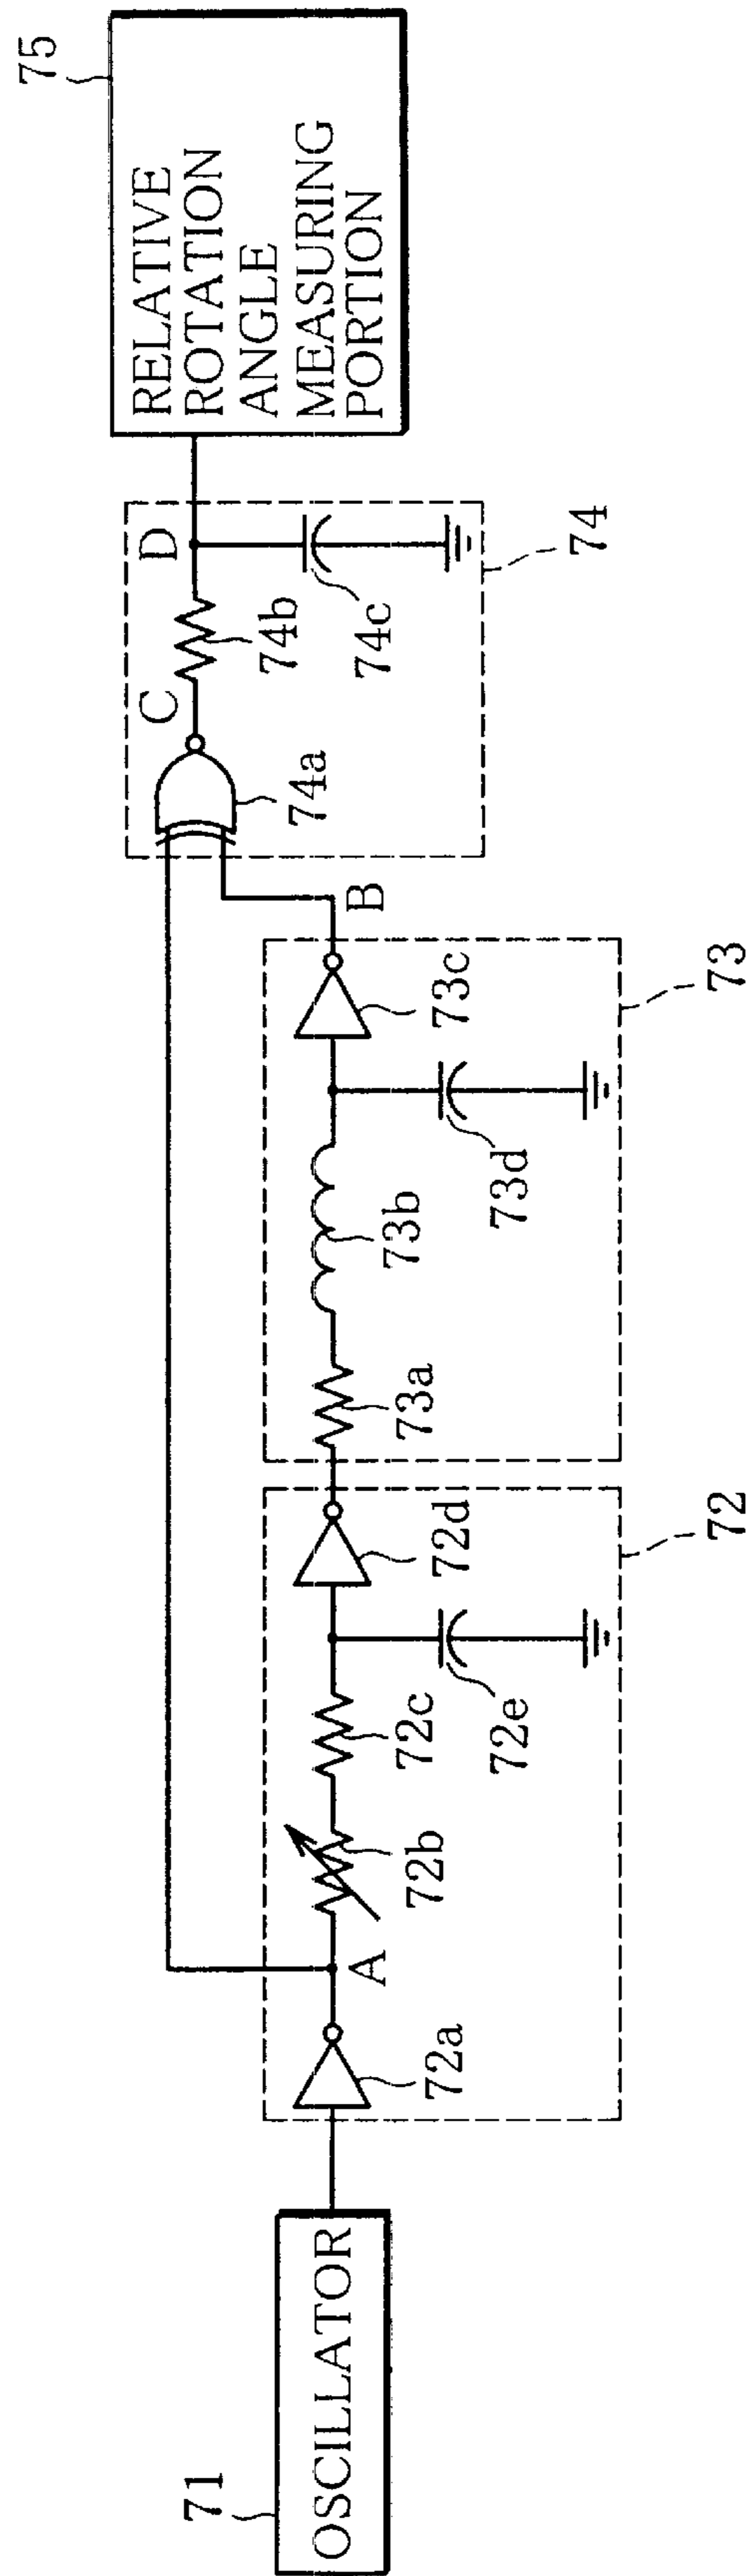 71
OSCILLATOR
72a
A
72b
72c
72d
72e
72
73a
73b
73c
73d
73
B
74a
C
74b
D
74c
74
75
RELATIVE
ROTATION
ANGLE
MEASURING
PORTION